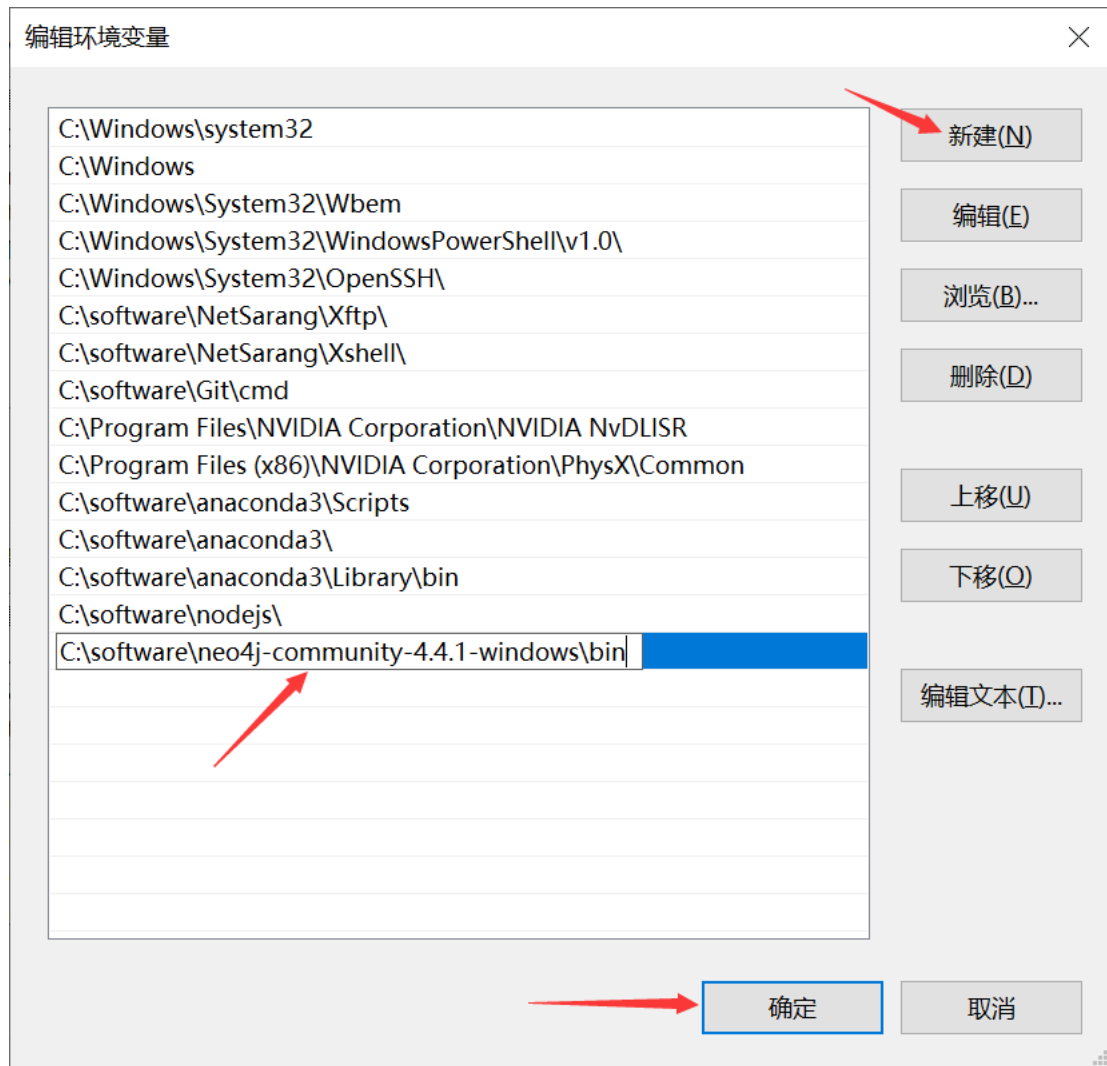 编辑环境变量
C:\Windows\system32
C:\Windows
C:\Windows\System32\Wbem
C:\Windows\System32\WindowsPowerShell\v1.0\
C:\Windows\System32\OpenSSH\
C:\software\NetSarang\Xftp\
C:\software\NetSarang\Xshell\
C:\software\Git\cmd
C:\Program Files\NVIDIA Corporation\NVIDIA NvDLISR
C:\Program Files (x86)\NVIDIA Corporation\PhysX\Common
C:\software\anaconda3\Scripts
C:\software\anaconda3\
C:\software\anaconda3\Library\bin
C:\software\nodejs\
C:\software\neo4j-community-4.4.1-windows\bin
新建(N)
编辑(E)
浏览(B)...
删除(D)
上移(U)
下移(O)
编辑文本(T)...
确定
取消